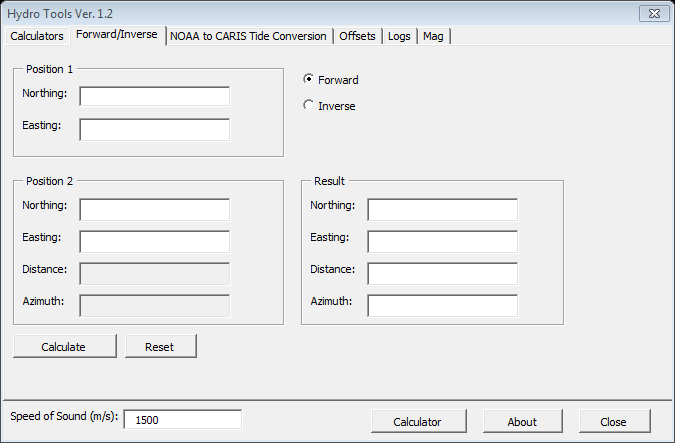 Hydro Tools Ver. 1.2
Calculators Forward/Inverse NOAA to CARIS Tide Conversion Offsets Logs Mag
Position 1
Northing:
Easting:
Forward
Inverse
Position 2
Northing:
Easting:
Distance:
Azimuth:
Result
Northing:
Easting:
Distance:
Azimuth:
Calculate Reset
Speed of Sound (m/s): 1500 Calculator About Close